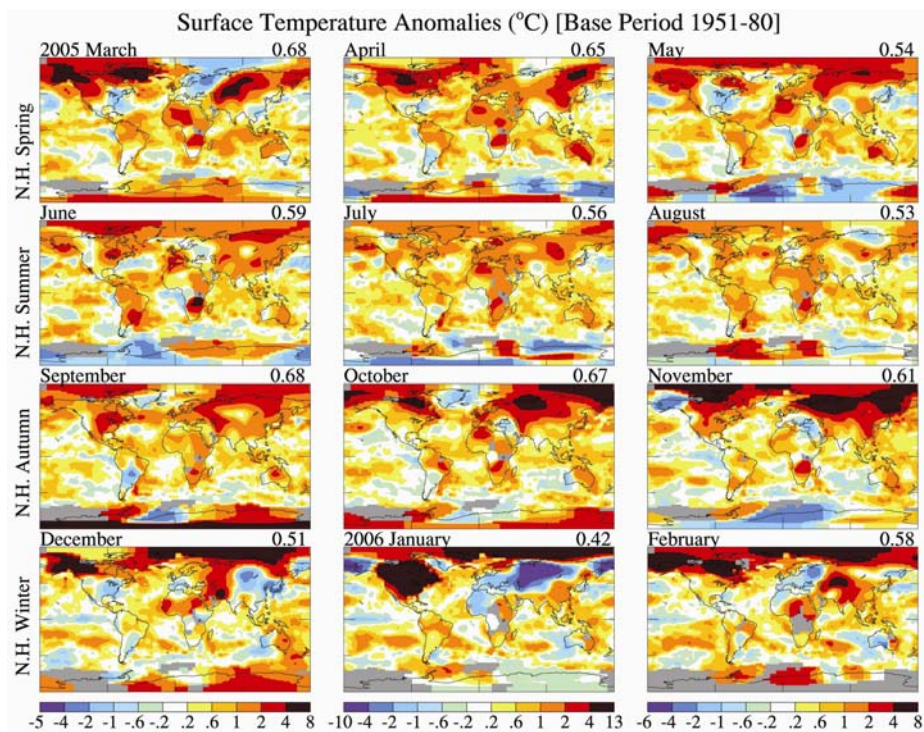 Surface Temperature Anomalies (°C) [Base Period 1951-80]
2005 March 0.68 April 0.65 May 0.54
N.H. Spring
June 0.59 July 0.56 August 0.53
N.H. Summer
September 0.68 October 0.67 November 0.61
N.H. Autumn
December 0.51 2006 January 0.42 February 0.58
N.H. Winter
-5 -4 -2 -1 -.6 -.2 .2 .6 1 2 4 8 -10 -4 -2 -1 -.6 -.2 .2 .6 1 2 4 13 -6 -4 -2 -1 -.6 -.2 .2 .6 1 2 4 8